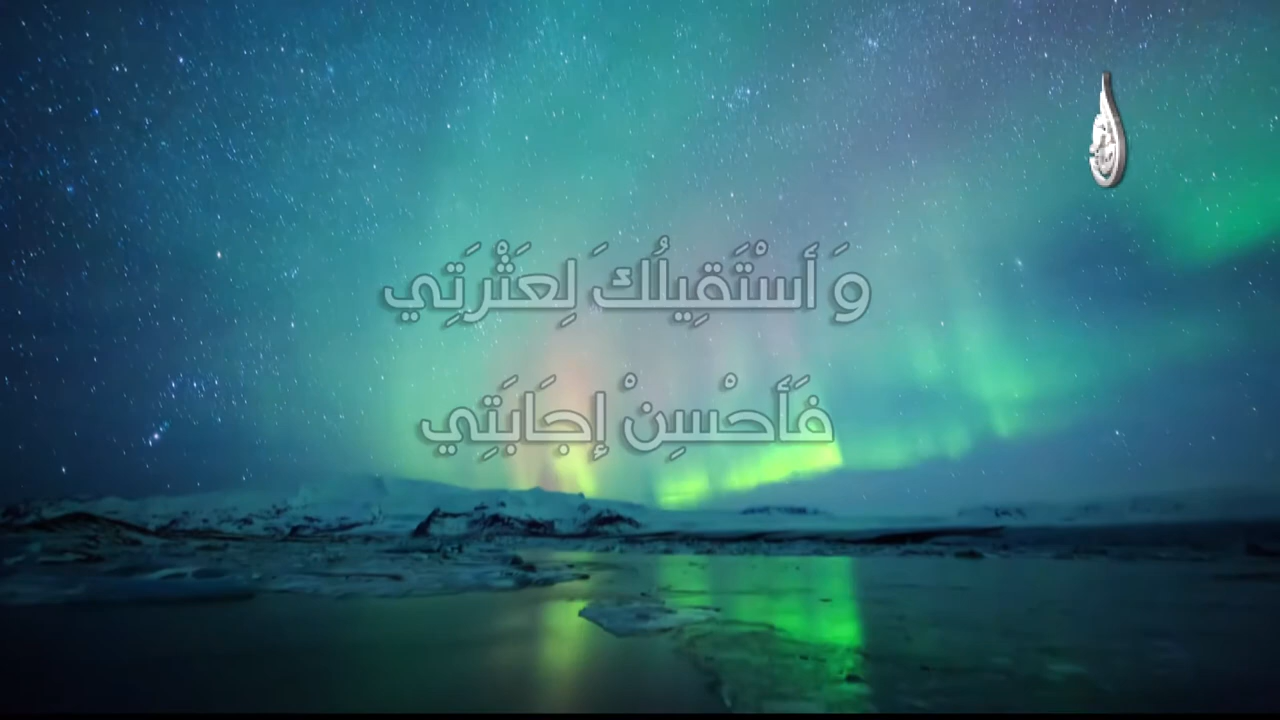 وَ أَسْتَقِيلُكَ لِعَثْرَتِي
فَأَحْسِنْ إِجَابَتِي